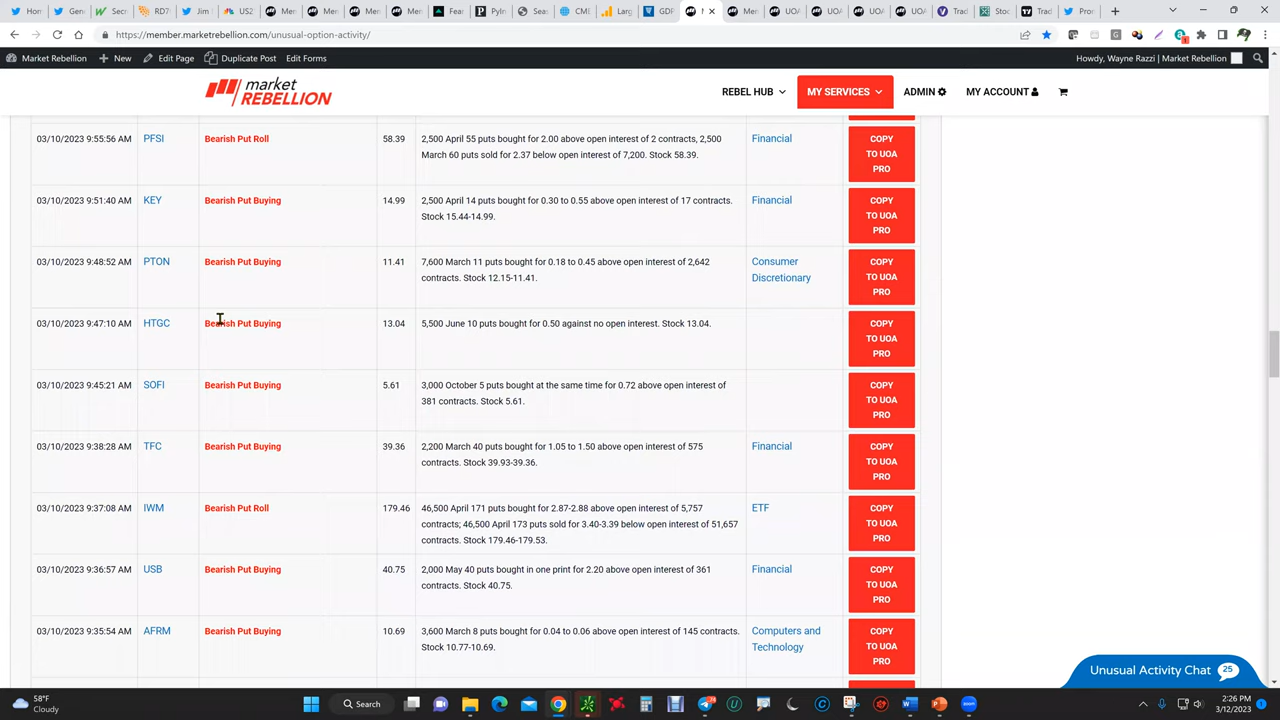 Ger
RD7
Jim
US2
Me
Me
Me
Fear
PyIn
Sea
CME
Larg
GDP
Me
UOA
UOA
UOA
Trad
Stoc
Trad
Pro
https://member.marketrebellion.com/unusual-option-activity/
Market Rebellion New Edit Page Duplicate Post Edit Forms Howdy, Wayne Razzi | Market Rebellion
market
REBELLION
REBEL HUB MY SERVICES ADMIN MY ACCOUNT
03/10/2023 9:55:56 AM PFSI Bearish Put Roll 58.39 2,500 April 55 puts bought for 2.00 above open interest of 2 contracts, 2,500 Financial COPY
March 60 puts sold for 2.37 below open interest of 7,200. Stock 58.39. TO UOA
PRO
03/10/2023 9:51:40 AM KEY Bearish Put Buying 14.99 2,500 April 14 puts bought for 0.30 to 0.55 above open interest of 17 contracts. Financial COPY
Stock 15.44-14.99. TO UOA
PRO
03/10/2023 9:48:52 AM PTON Bearish Put Buying 11.41 7,600 March 11 puts bought for 0.18 to 0.45 above open interest of 2,642 Consumer COPY
contracts. Stock 12.15-11.41. Discretionary TO UOA
PRO
03/10/2023 9:47:10 AM HTGC Bearish Put Buying 13.04 5,500 June 10 puts bought for 0.50 against no open interest. Stock 13.04. COPY
TO UOA
PRO
03/10/2023 9:45:21 AM SOFI Bearish Put Buying 5.61 3,000 October 5 puts bought at the same time for 0.72 above open interest of COPY
381 contracts. Stock 5.61. TO UOA
PRO
03/10/2023 9:38:28 AM TFC Bearish Put Buying 39.36 2,200 March 40 puts bought for 1.05 to 1.50 above open interest of 575 Financial COPY
contracts. Stock 39.93-39.36. TO UOA
PRO
03/10/2023 9:37:08 AM IWM Bearish Put Roll 179.46 46,500 April 171 puts bought for 2.87-2.88 above open interest of 5,757 ETF COPY
contracts; 46,500 April 173 puts sold for 3.40-3.39 below open interest of 51,657 TO UOA
contracts. Stock 179.46-179.53. PRO
03/10/2023 9:36:57 AM USB Bearish Put Buying 40.75 2,000 May 40 puts bought in one print for 2.20 above open interest of 361 Financial COPY
contracts. Stock 40.75. TO UOA
PRO
03/10/2023 9:35:54 AM AFRM Bearish Put Buying 10.69 3,600 March 8 puts bought for 0.04 to 0.06 above open interest of 145 contracts. Computers and COPY
Stock 10.77-10.69. Technology TO UOA
PRO
Unusual Activity Chat 25
58°F
Cloudy
Search
2:26 PM
3/12/2023